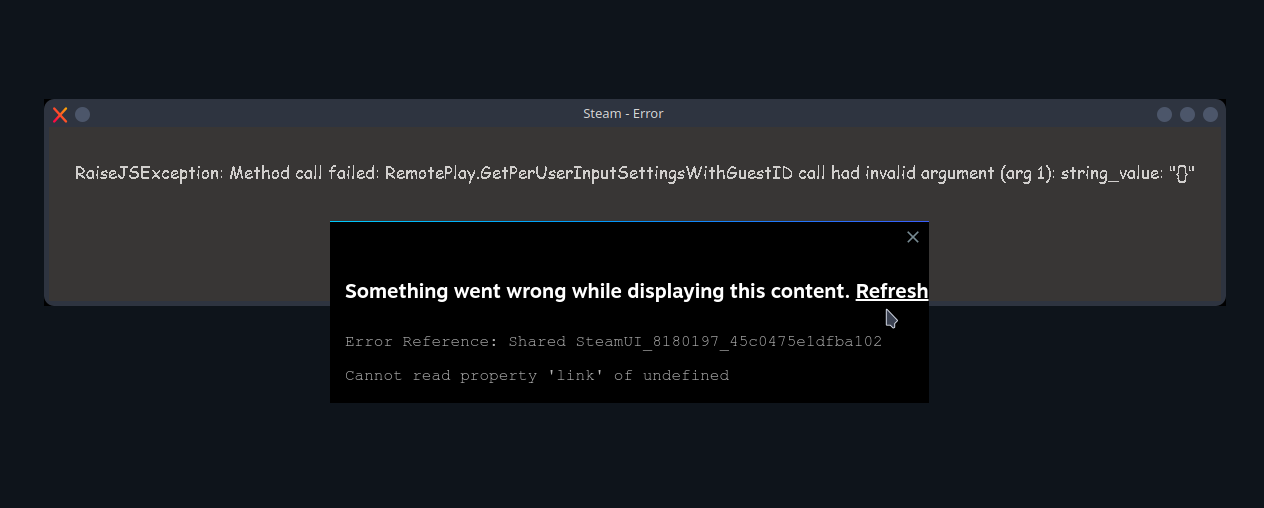 Steam - Error
RaiseJSException: Method call failed: RemotePlay.GetPerUserInputSettingsWithGuestID call had invalid argument (arg 1): string_value: "{}"
Something went wrong while displaying this content. Refresh
Error Reference: Shared SteamUI_8180197_45c0475e1dfba102
Cannot read property 'link' of undefined